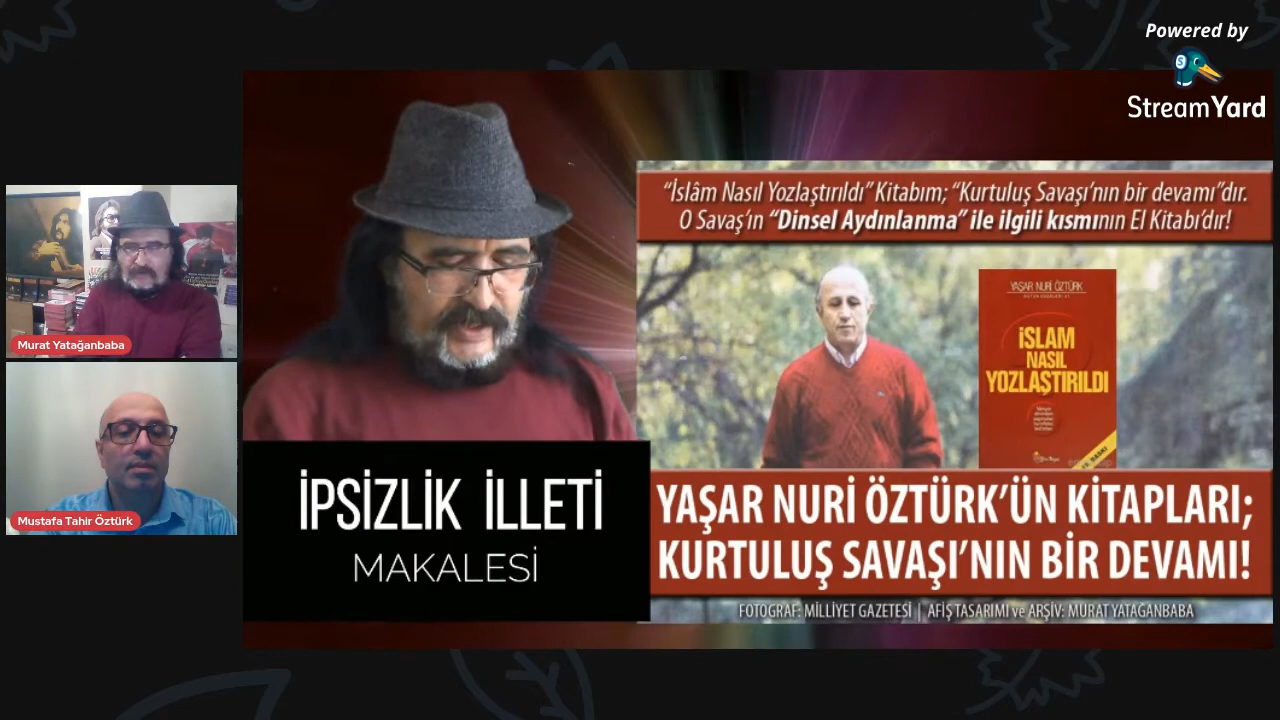 Powered by
StreamYard
Murat Yatağanbaba
Mustafa Tahir Öztürk
İPSİZLİK İLLETİ
MAKALESİ
“İslâm Nasıl Yozlaştırıldı” Kitabım; “Kurtuluş Savaşı’nın bir devamı”dır.
O Savaş’ın “Dinsel Aydınlanma” ile ilgili kısmının El Kitabı’dır!
YAŞAR NURİ ÖZTÜRK
İSLAM
NASIL
YOZLAŞTIRILDI
BASKI
YAŞAR NURİ ÖZTÜRK’ÜN KİTAPLARI;
KURTULUŞ SAVAŞI’NIN BİR DEVAMI!
FOTOGRAF: MİLLİYET GAZETESİ | AFİŞ TASARIMI ve ARŞİV: MURAT YATAĞANBABA